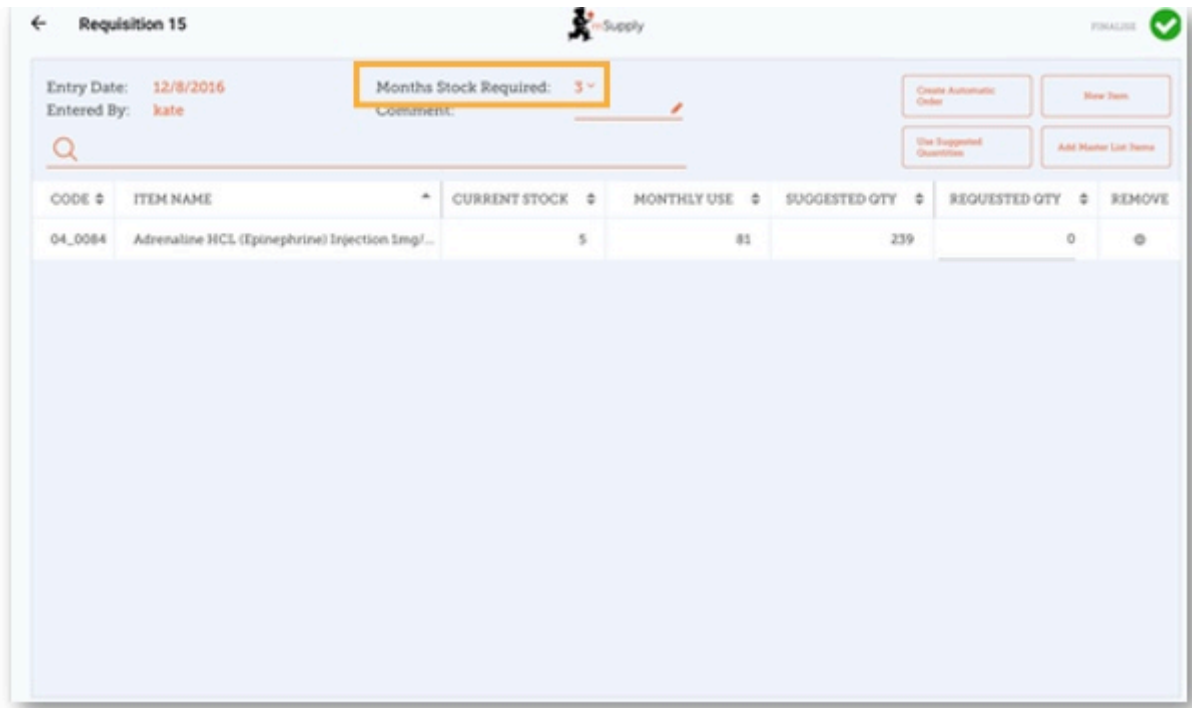 Requisition 15
mSupply
FINALISE
Entry Date: 12/8/2016
Months Stock Required: 3
Entered By: kate
Comment:
Create Automatic
Order
New Item
Use Suggested
Quantities
Add Master List Items
CODE ITEM NAME CURRENT STOCK MONTHLY USE SUGGESTED QTY REQUESTED QTY REMOVE
04_0084 Adrenaline HCL (Epinephrine) Injection 1mg/... 5 81 239 0